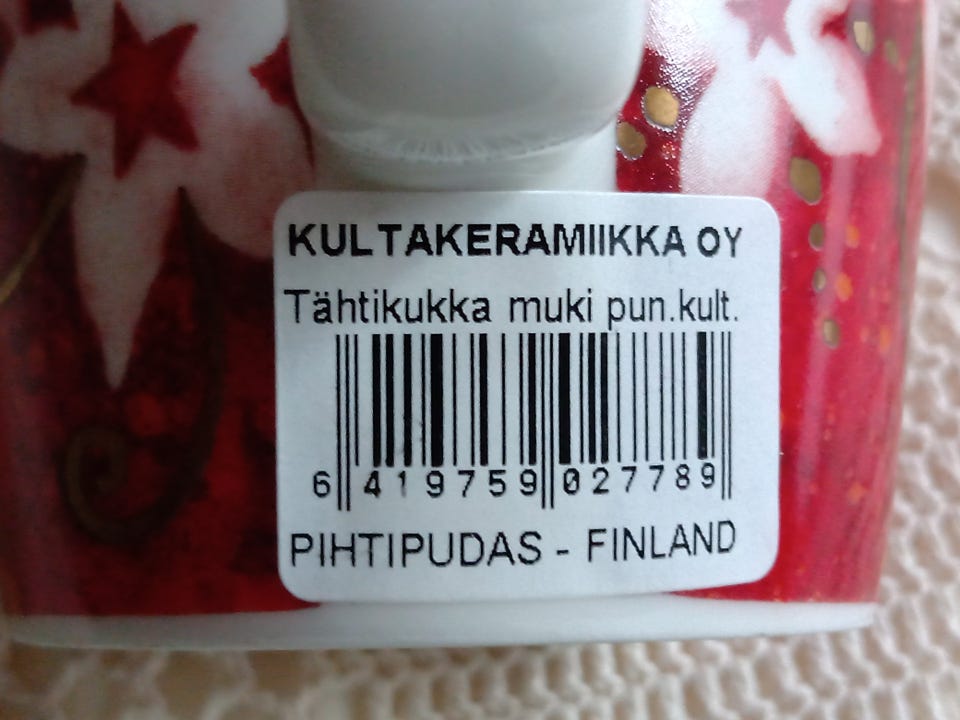 KULTAKERAMIIKKA OY
Tähtikukka muki pun.kult.
6 419759 027789
PIHTIPUDAS - FINLAND